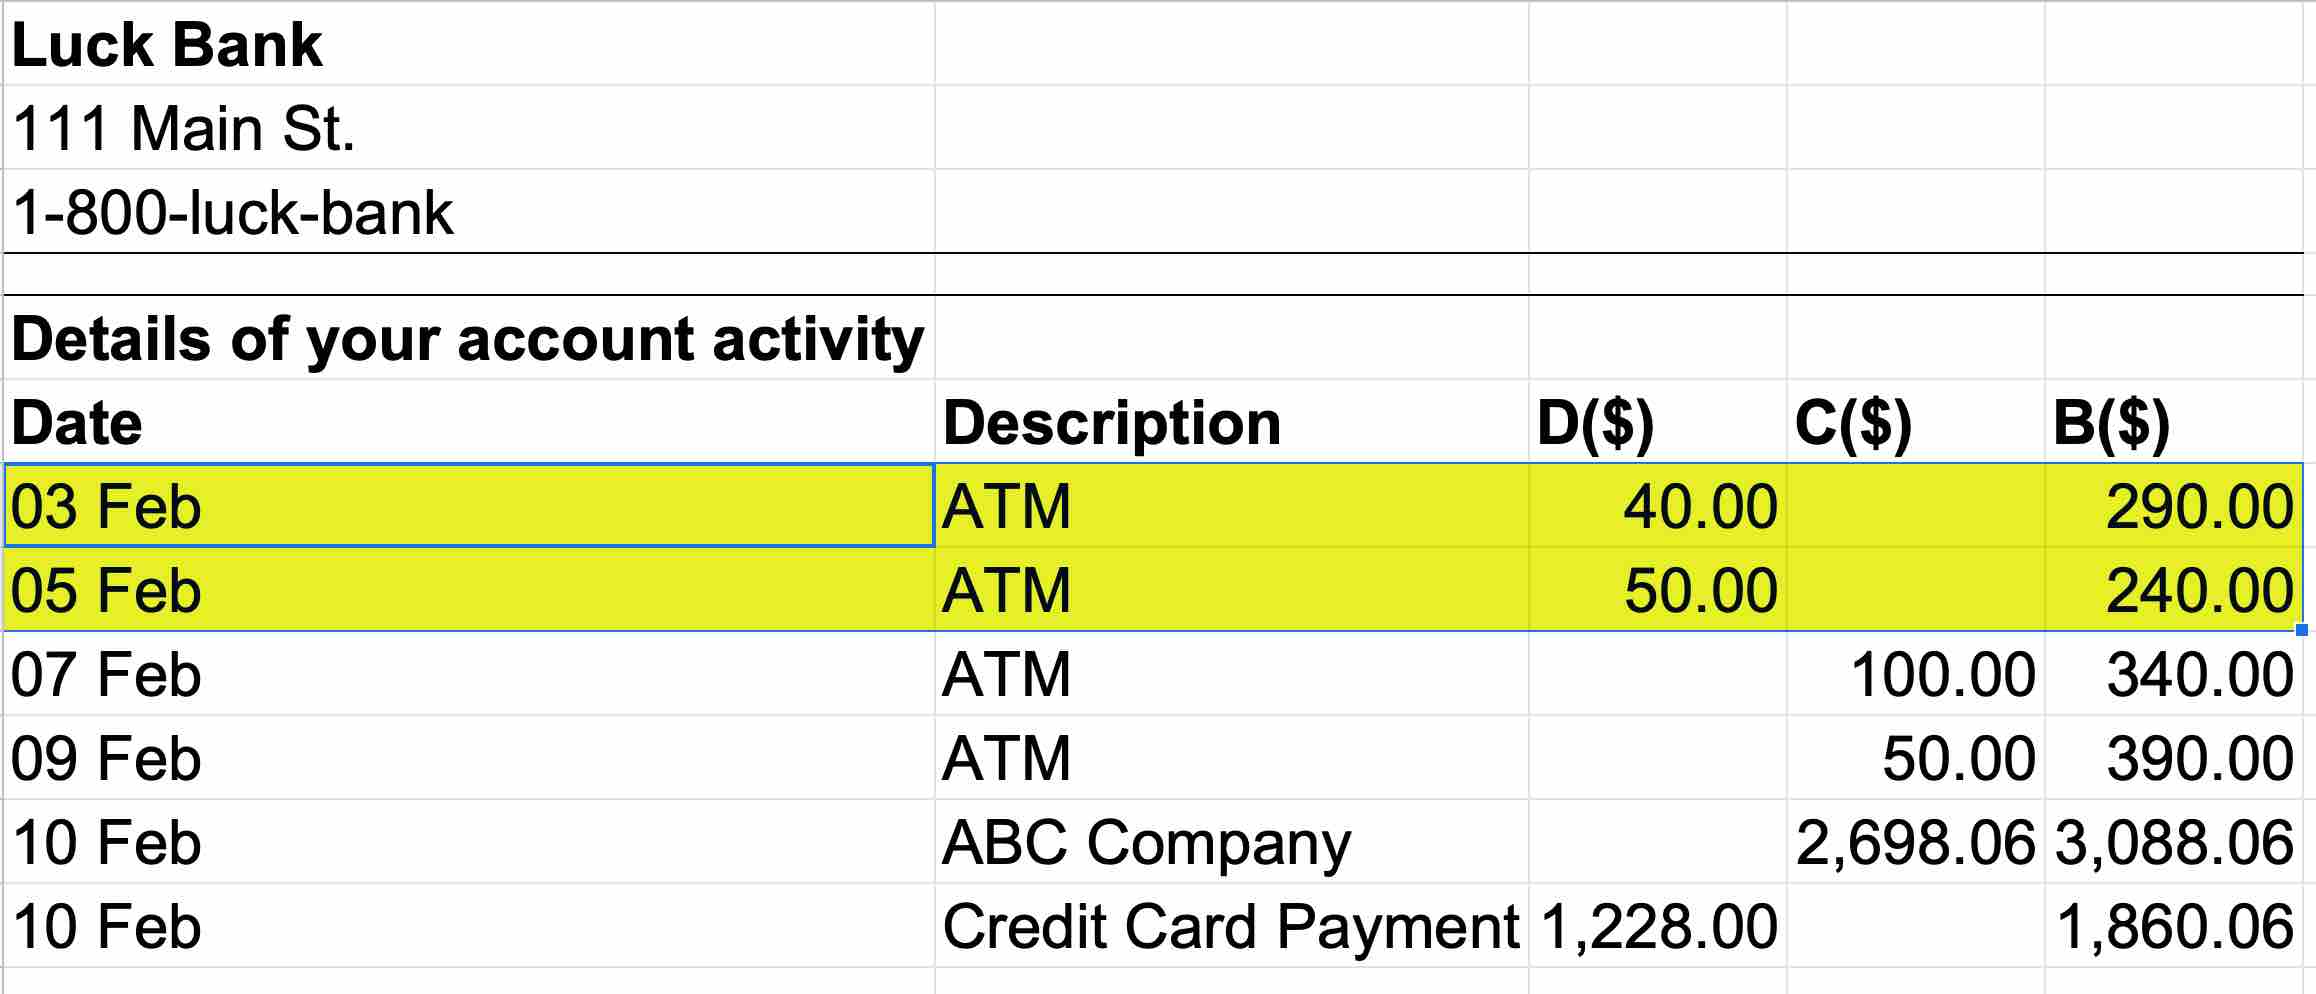 Luck Bank
111 Main St.
1-800-luck-bank
Details of your account activity
Date Description D($) C($) B($)
03 Feb ATM 40.00 290.00
05 Feb ATM 50.00 240.00
07 Feb ATM 100.00 340.00
09 Feb ATM 50.00 390.00
10 Feb ABC Company 2,698.06 3,088.06
10 Feb Credit Card Payment 1,228.00 1,860.06